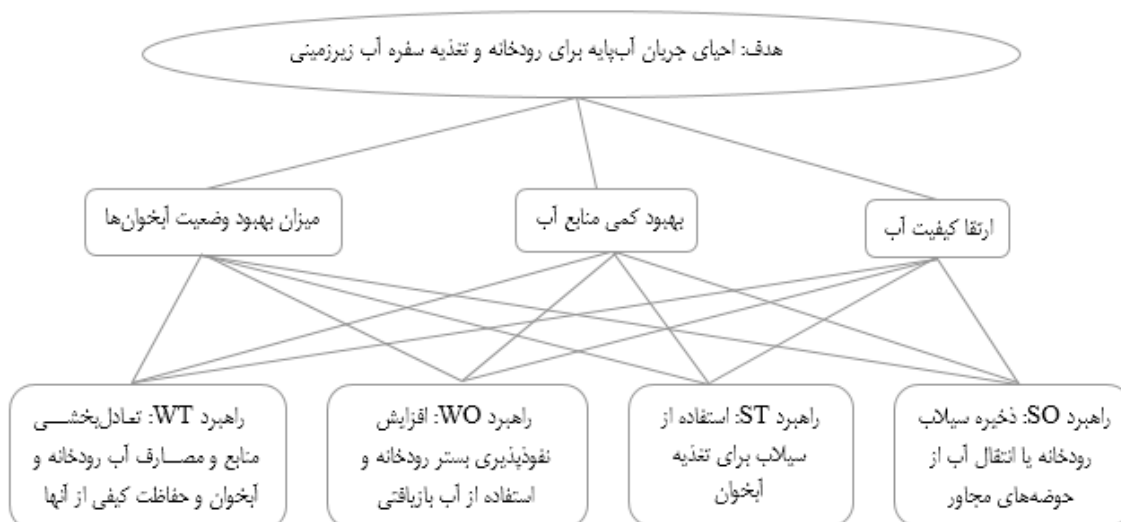 هدف: احیای جریان آب‌پایه برای رودخانه و تغذیه سفره آب زیرزمینی
ارتقا کیفیت آب
بهبود کمی منابع آب
میزان بهبود وضعیت آبخوان‌ها
راهبرد SO: ذخیره سیلاب
رودخانه یا انتقال آب از
حوضه‌های مجاور
راهبرد ST: استفاده از
سیلاب برای تغذیه
آبخوان
راهبرد WO: افزایش
نفوذپذیری بستر رودخانه و
استفاده از آب بازیافتی
راهبرد WT: تعادل‌بخشی
منابع و مصارف آب رودخانه و
آبخوان و حفاظت کیفی از آنها